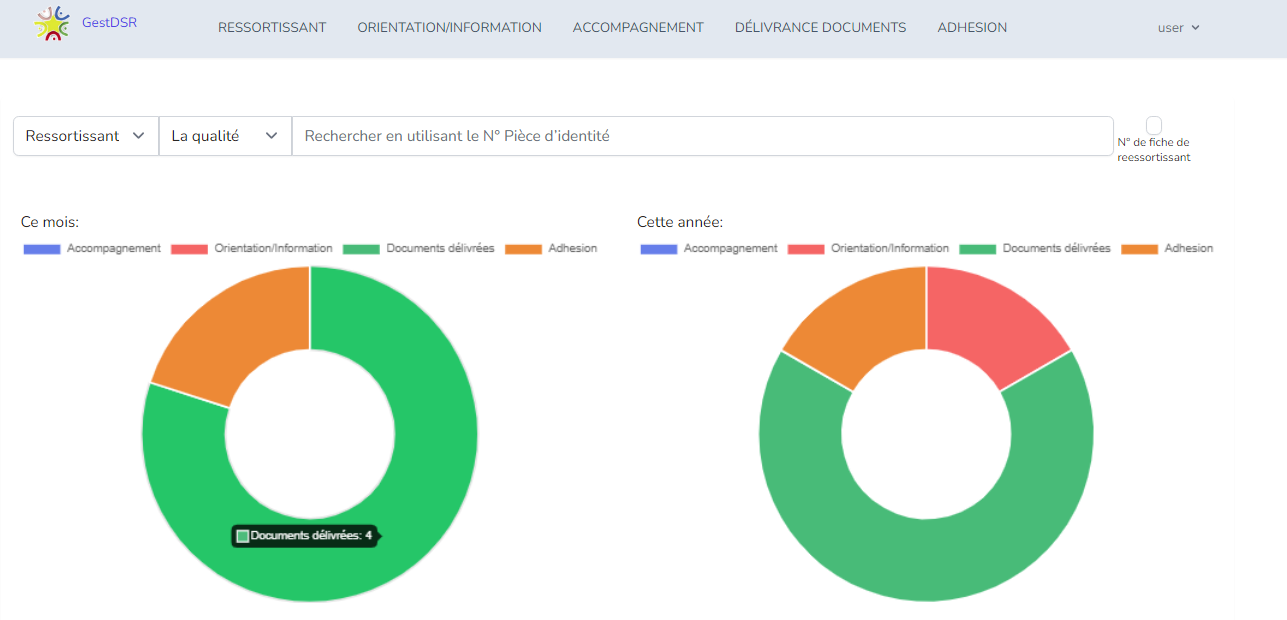 GestDSR
RESSORTISSANT ORIENTATION/INFORMATION ACCOMPAGNEMENT DÉLIVRANCE DOCUMENTS ADHESION user
Ressortissant La qualité Rechercher en utilisant le N° Pièce d’identité
N° de fiche de
reessortissant
Ce mois:
Accompagnement Orientation/Information Documents délivrées Adhesion
Documents délivrées: 4
Cette année:
Accompagnement Orientation/Information Documents délivrées Adhesion